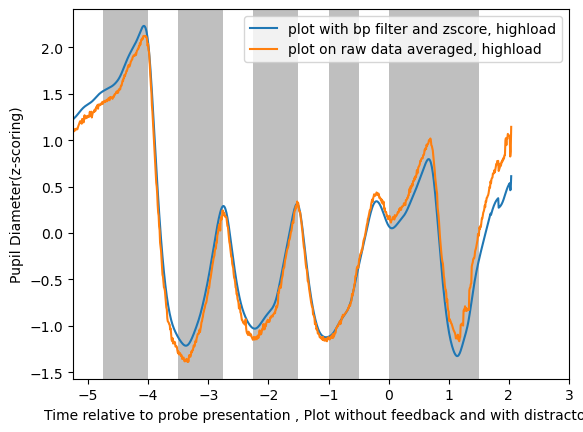 plot with bp filter and zscore, highload
plot on raw data averaged, highload
Pupil Diameter(z-scoring)
2.0
1.5
1.0
0.5
0.0
−0.5
−1.0
−1.5
−5 −4 −3 −2 −1 0 1 2 3
Time relative to probe presentation , Plot without feedback and with distracto